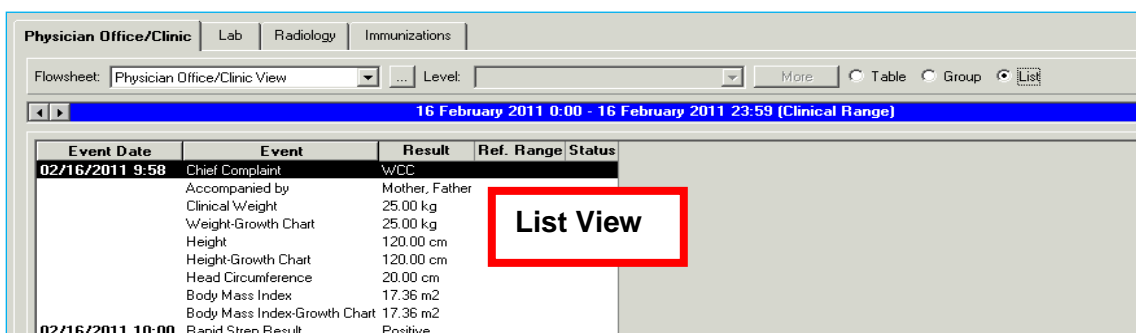 Physician Office/Clinic Lab Radiology Immunizations
Flowsheet: Physician Office/Clinic View ... Level: More Table Group List
16 February 2011 0:00 - 16 February 2011 23:59 (Clinical Range)
Event Date Event Result Ref. Range Status
02/16/2011 9:58 Chief Complaint WCC
Accompanied by Mother, Father
Clinical Weight 25.00 kg
Weight-Growth Chart 25.00 kg
Height 120.00 cm
Height-Growth Chart 120.00 cm
Head Circumference 20.00 cm
Body Mass Index 17.36 m2
Body Mass Index-Growth Chart 17.36 m2
02/16/2011 10:00 Rapid Strep Result Positive
List View